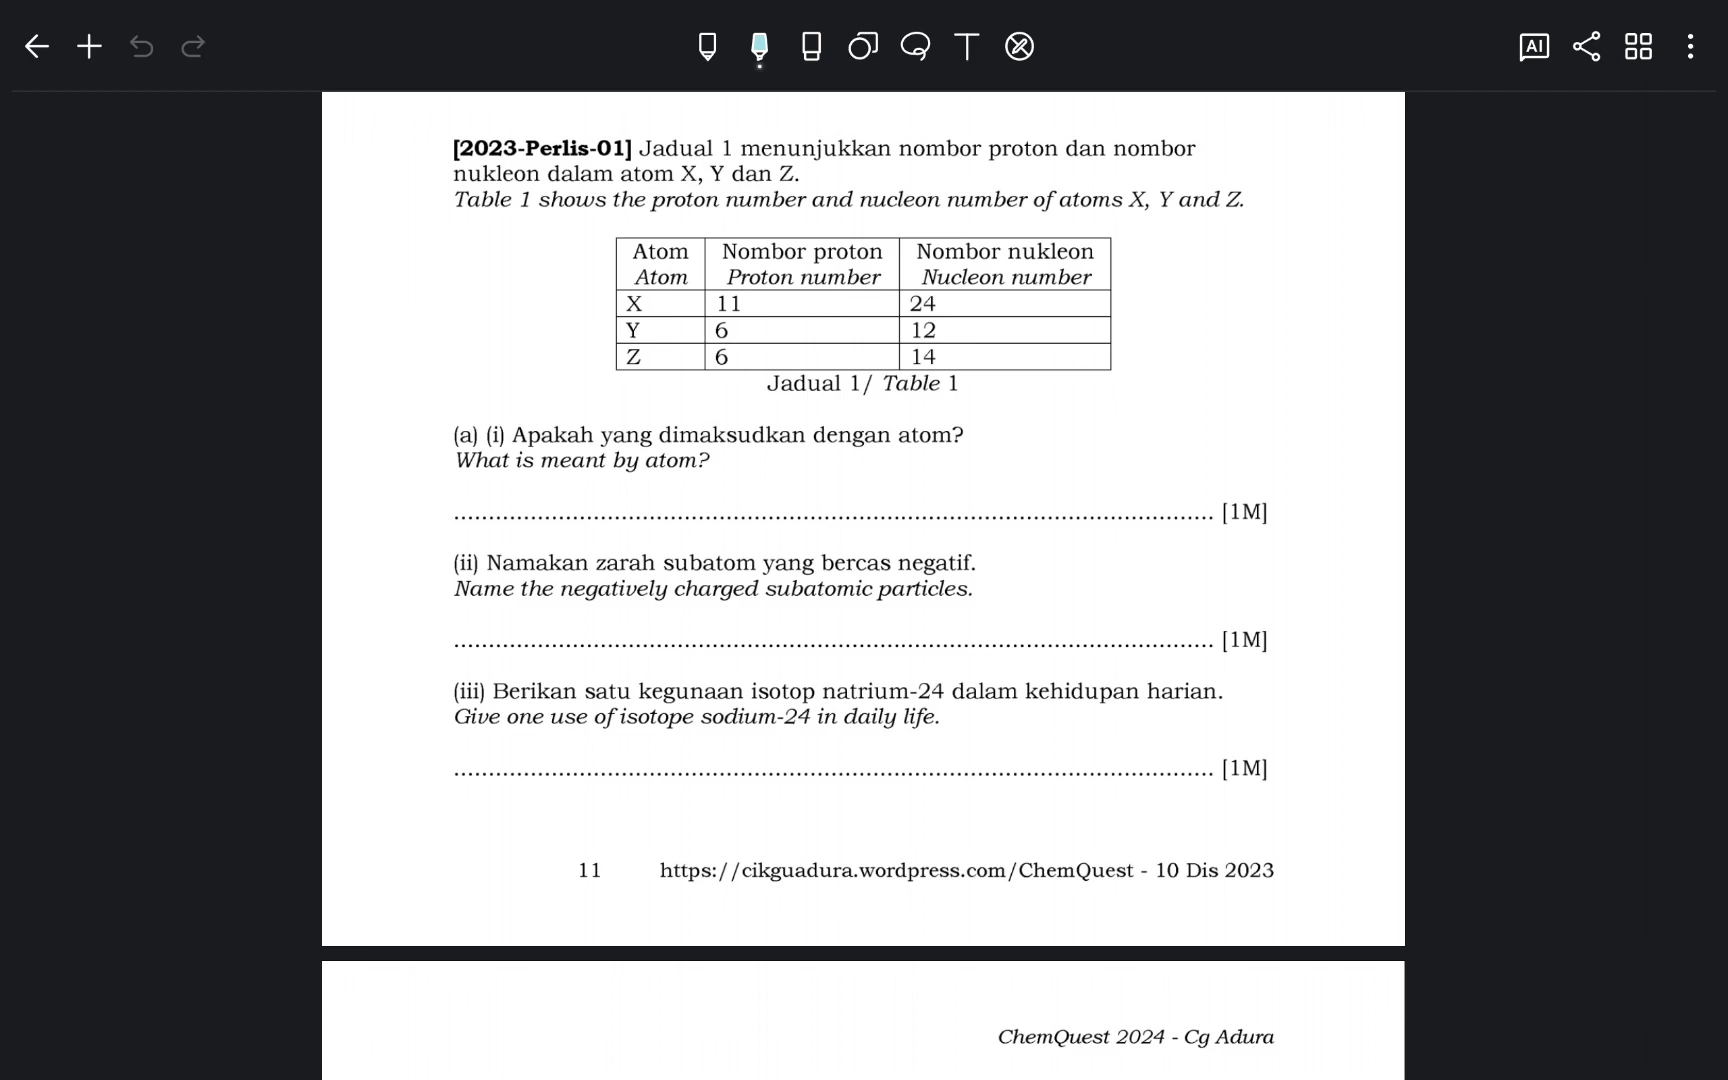 AI
[2023-Perlis-01] Jadual 1 menunjukkan nombor proton dan nombor
nukleon dalam atom X, Y dan Z.
Table 1 shows the proton number and nucleon number of atoms X, Y and Z.
Atom Nombor proton Nombor nukleon
Atom Proton number Nucleon number
X 11 24
Y 6 12
Z 6 14
Jadual 1/ Table 1
(a) (i) Apakah yang dimaksudkan dengan atom?
What is meant by atom?
............................................................................................................ [1M]
(ii) Namakan zarah subatom yang bercas negatif.
Name the negatively charged subatomic particles.
............................................................................................................ [1M]
(iii) Berikan satu kegunaan isotop natrium-24 dalam kehidupan harian.
Give one use of isotope sodium-24 in daily life.
............................................................................................................ [1M]
11 https://cikguadura.wordpress.com/ChemQuest - 10 Dis 2023
ChemQuest 2024 - Cg Adura